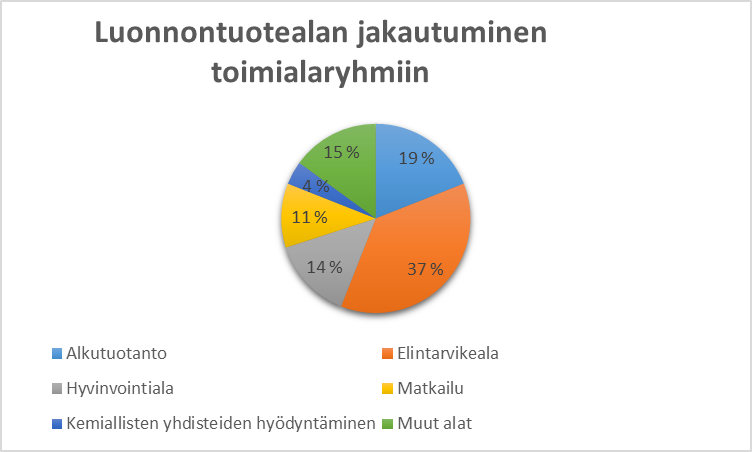 Luonnontuotealan jakautuminen
toimialaryhmiin
15 %
19 %
4 %
11 %
14 %
37 %
Alkutuotanto
Elintarvikeala
Hyvinvointiala
Matkailu
Kemiallisten yhdisteiden hyödyntäminen
Muut alat